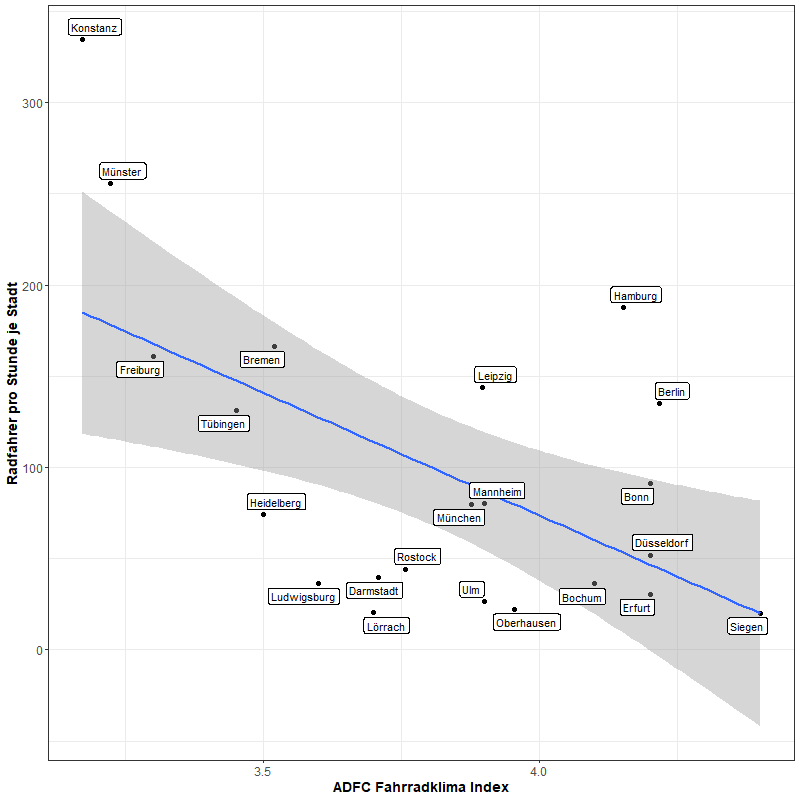 Konstanz
300
Münster
200
Hamburg
Bremen
Freiburg
Leipzig
Berlin
Tübingen
100
Mannheim
Bonn
Heidelberg
München
Düsseldorf
Rostock
Ludwigsburg
Darmstadt
Ulm
Bochum
Erfurt
Lörrach
Oberhausen
Siegen
0
3.5
4.0
ADFC Fahrradklima Index
Radfahrer pro Stunde je Stadt